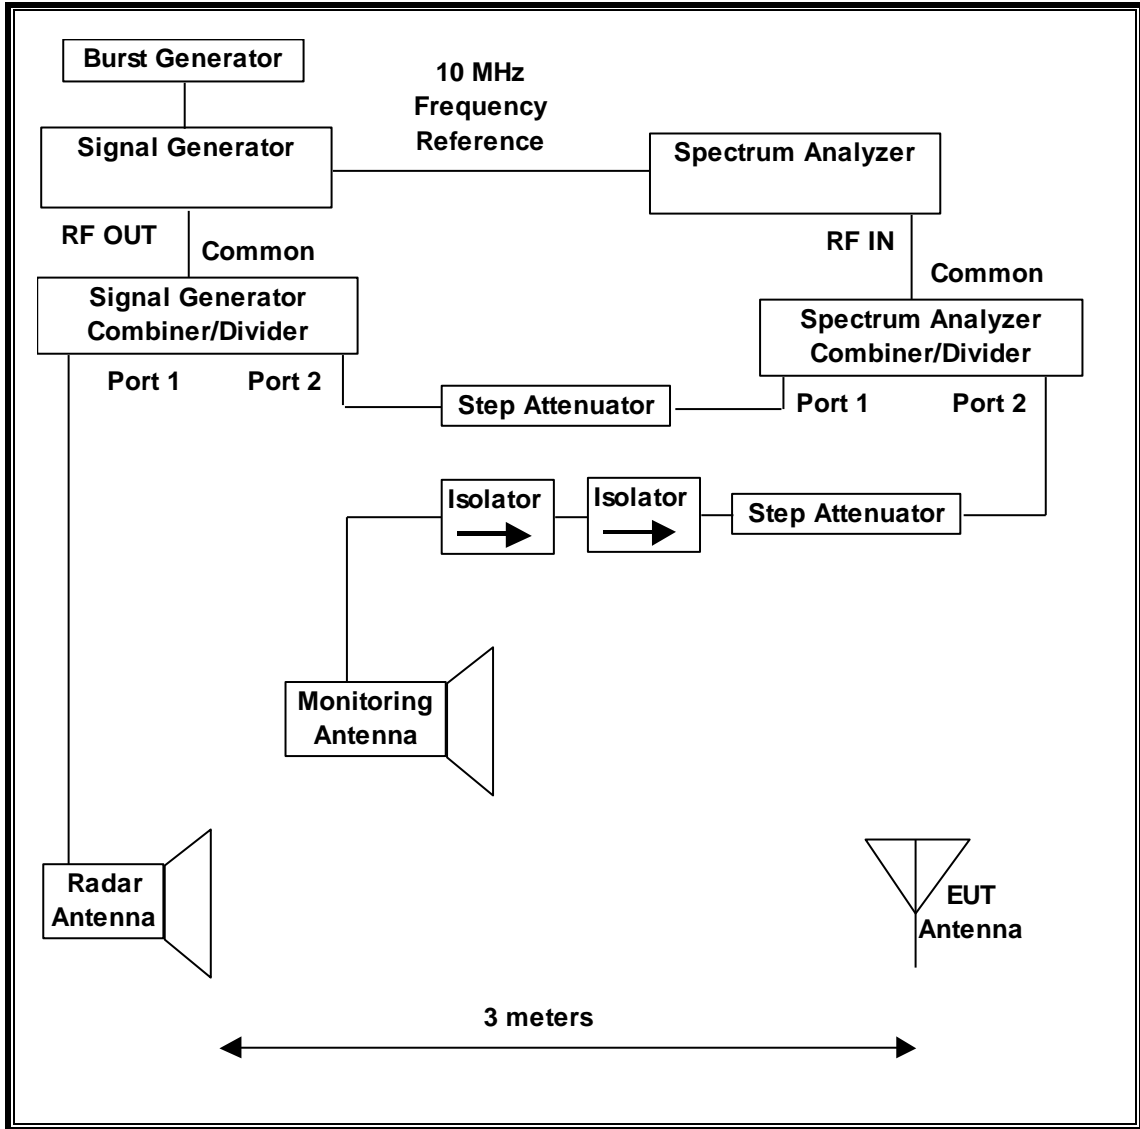 Burst Generator
10 MHz
Frequency
Reference
Signal Generator
Spectrum Analyzer
RF OUT
Common
RF IN
Common
Signal Generator
Combiner/Divider
Spectrum Analyzer
Combiner/Divider
Port 1
Port 2
Step Attenuator
Port 1
Port 2
Isolator
Isolator
Step Attenuator
Monitoring
Antenna
Radar
Antenna
EUT
Antenna
3 meters